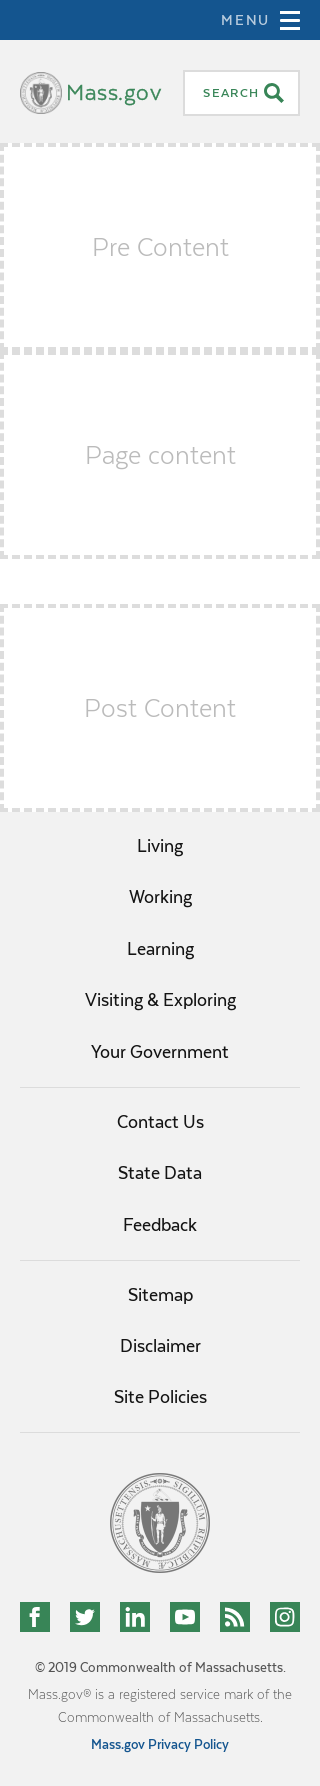 MENU
Mass.gov SEARCH
Pre Content
Page content
Post Content
Living
Working
Learning
Visiting & Exploring
Your Government
Contact Us
State Data
Feedback
Sitemap
Disclaimer
Site Policies
SIGILLUM REIPUBLICÆ MASSACHUSETTENSIS
© 2019 Commonwealth of Massachusetts.
Mass.gov® is a registered service mark of the
Commonwealth of Massachusetts.
Mass.gov Privacy Policy